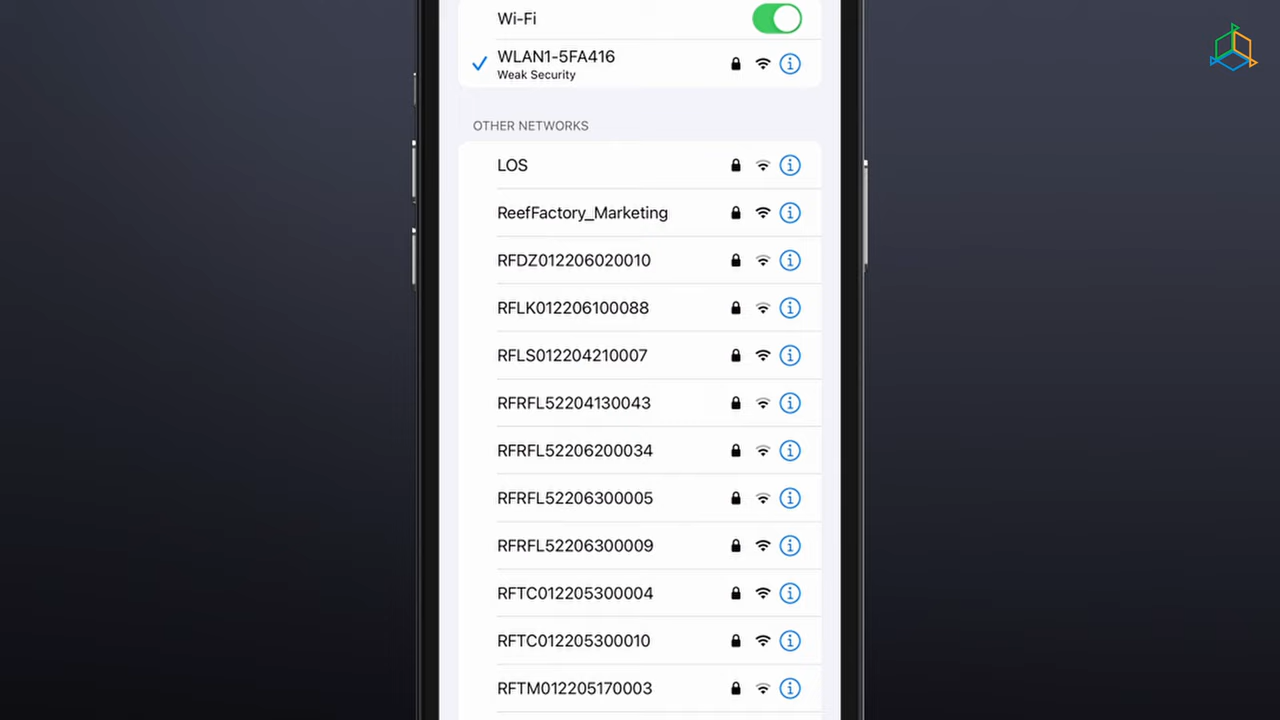 Wi-Fi
WLAN1-5FA416
Weak Security
OTHER NETWORKS
LOS
ReefFactory_Marketing
RFDZ012206020010
RFLK012206100088
RFLS012204210007
RFRFL52204130043
RFRFL52206200034
RFRFL52206300005
RFRFL52206300009
RFTC012205300004
RFTC012205300010
RFTM012205170003